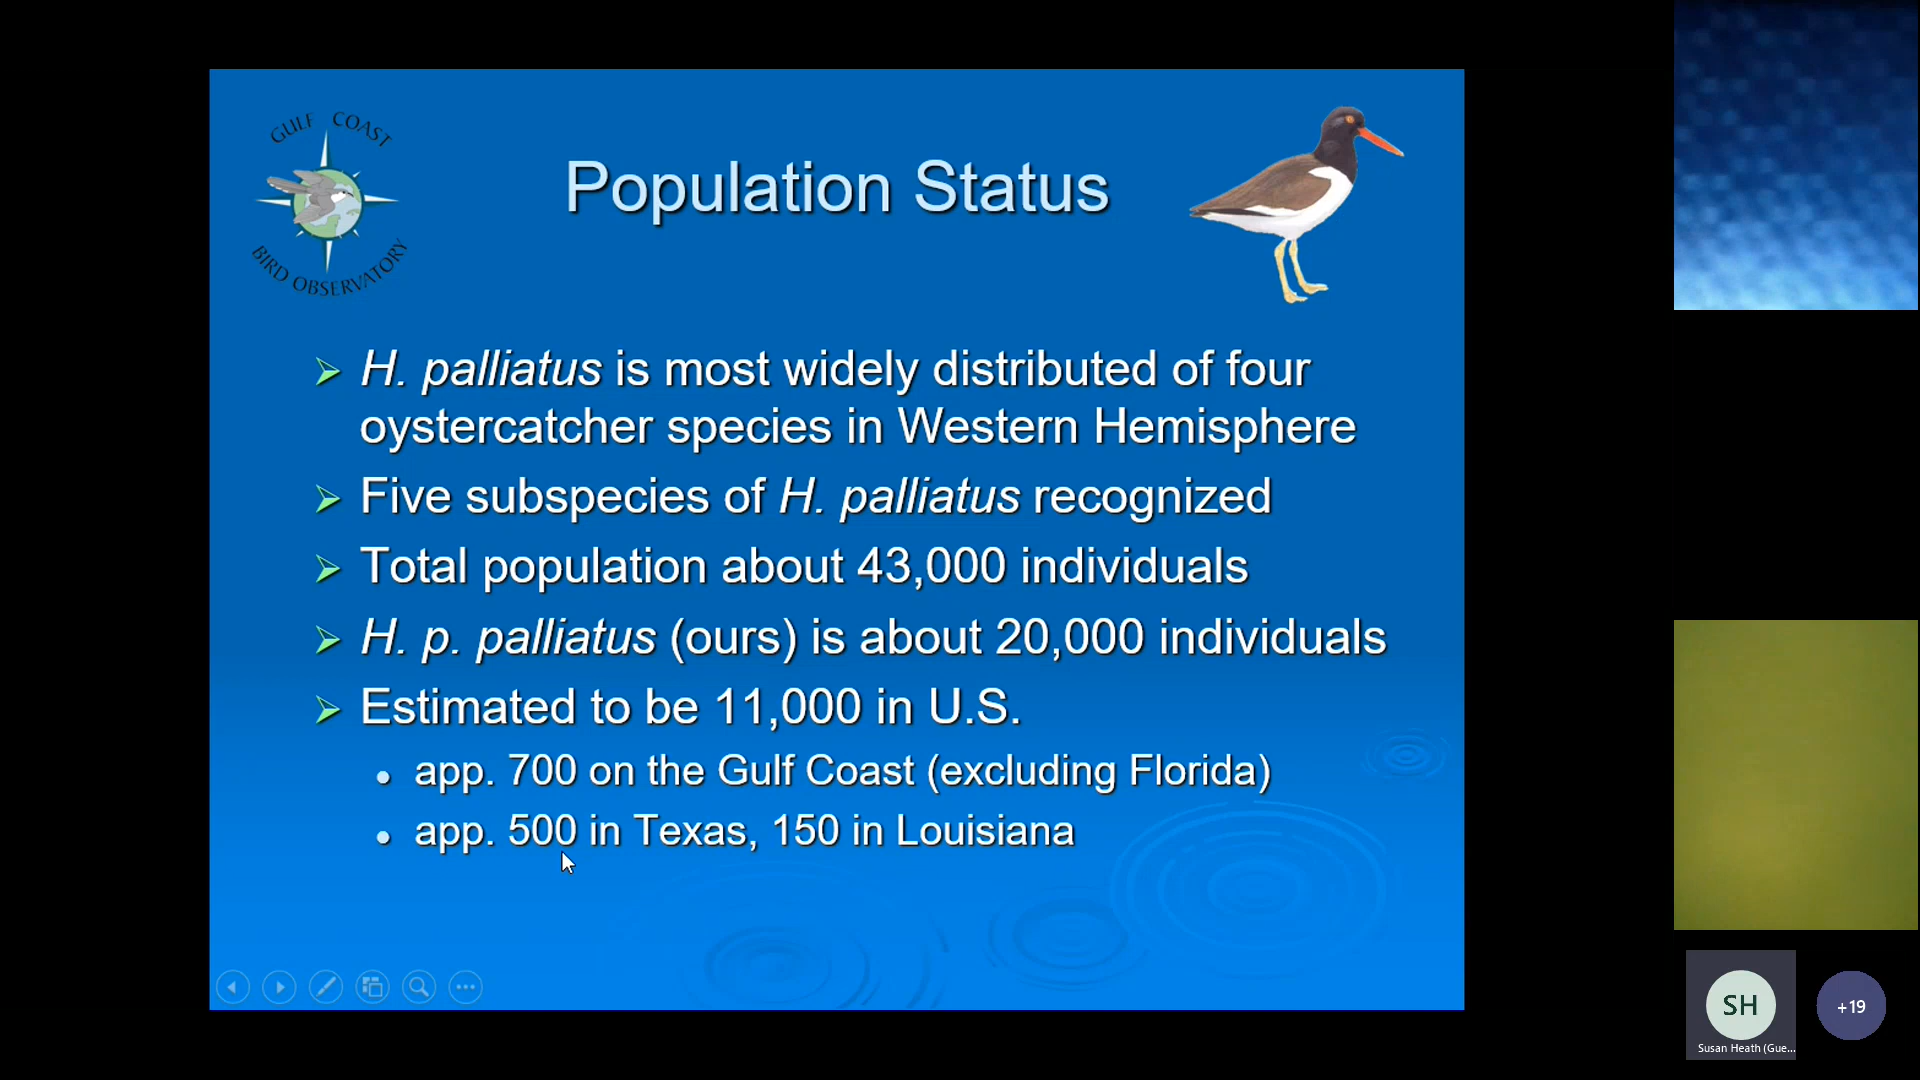 GULF COAST
BIRD OBSERVATORY
Population Status
H. palliatus is most widely distributed of four
oystercatcher species in Western Hemisphere
Five subspecies of H. palliatus recognized
Total population about 43,000 individuals
H. p. palliatus (ours) is about 20,000 individuals
Estimated to be 11,000 in U.S.
app. 700 on the Gulf Coast (excluding Florida)
app. 500 in Texas, 150 in Louisiana
SH
+19
Susan Heath (Gue...